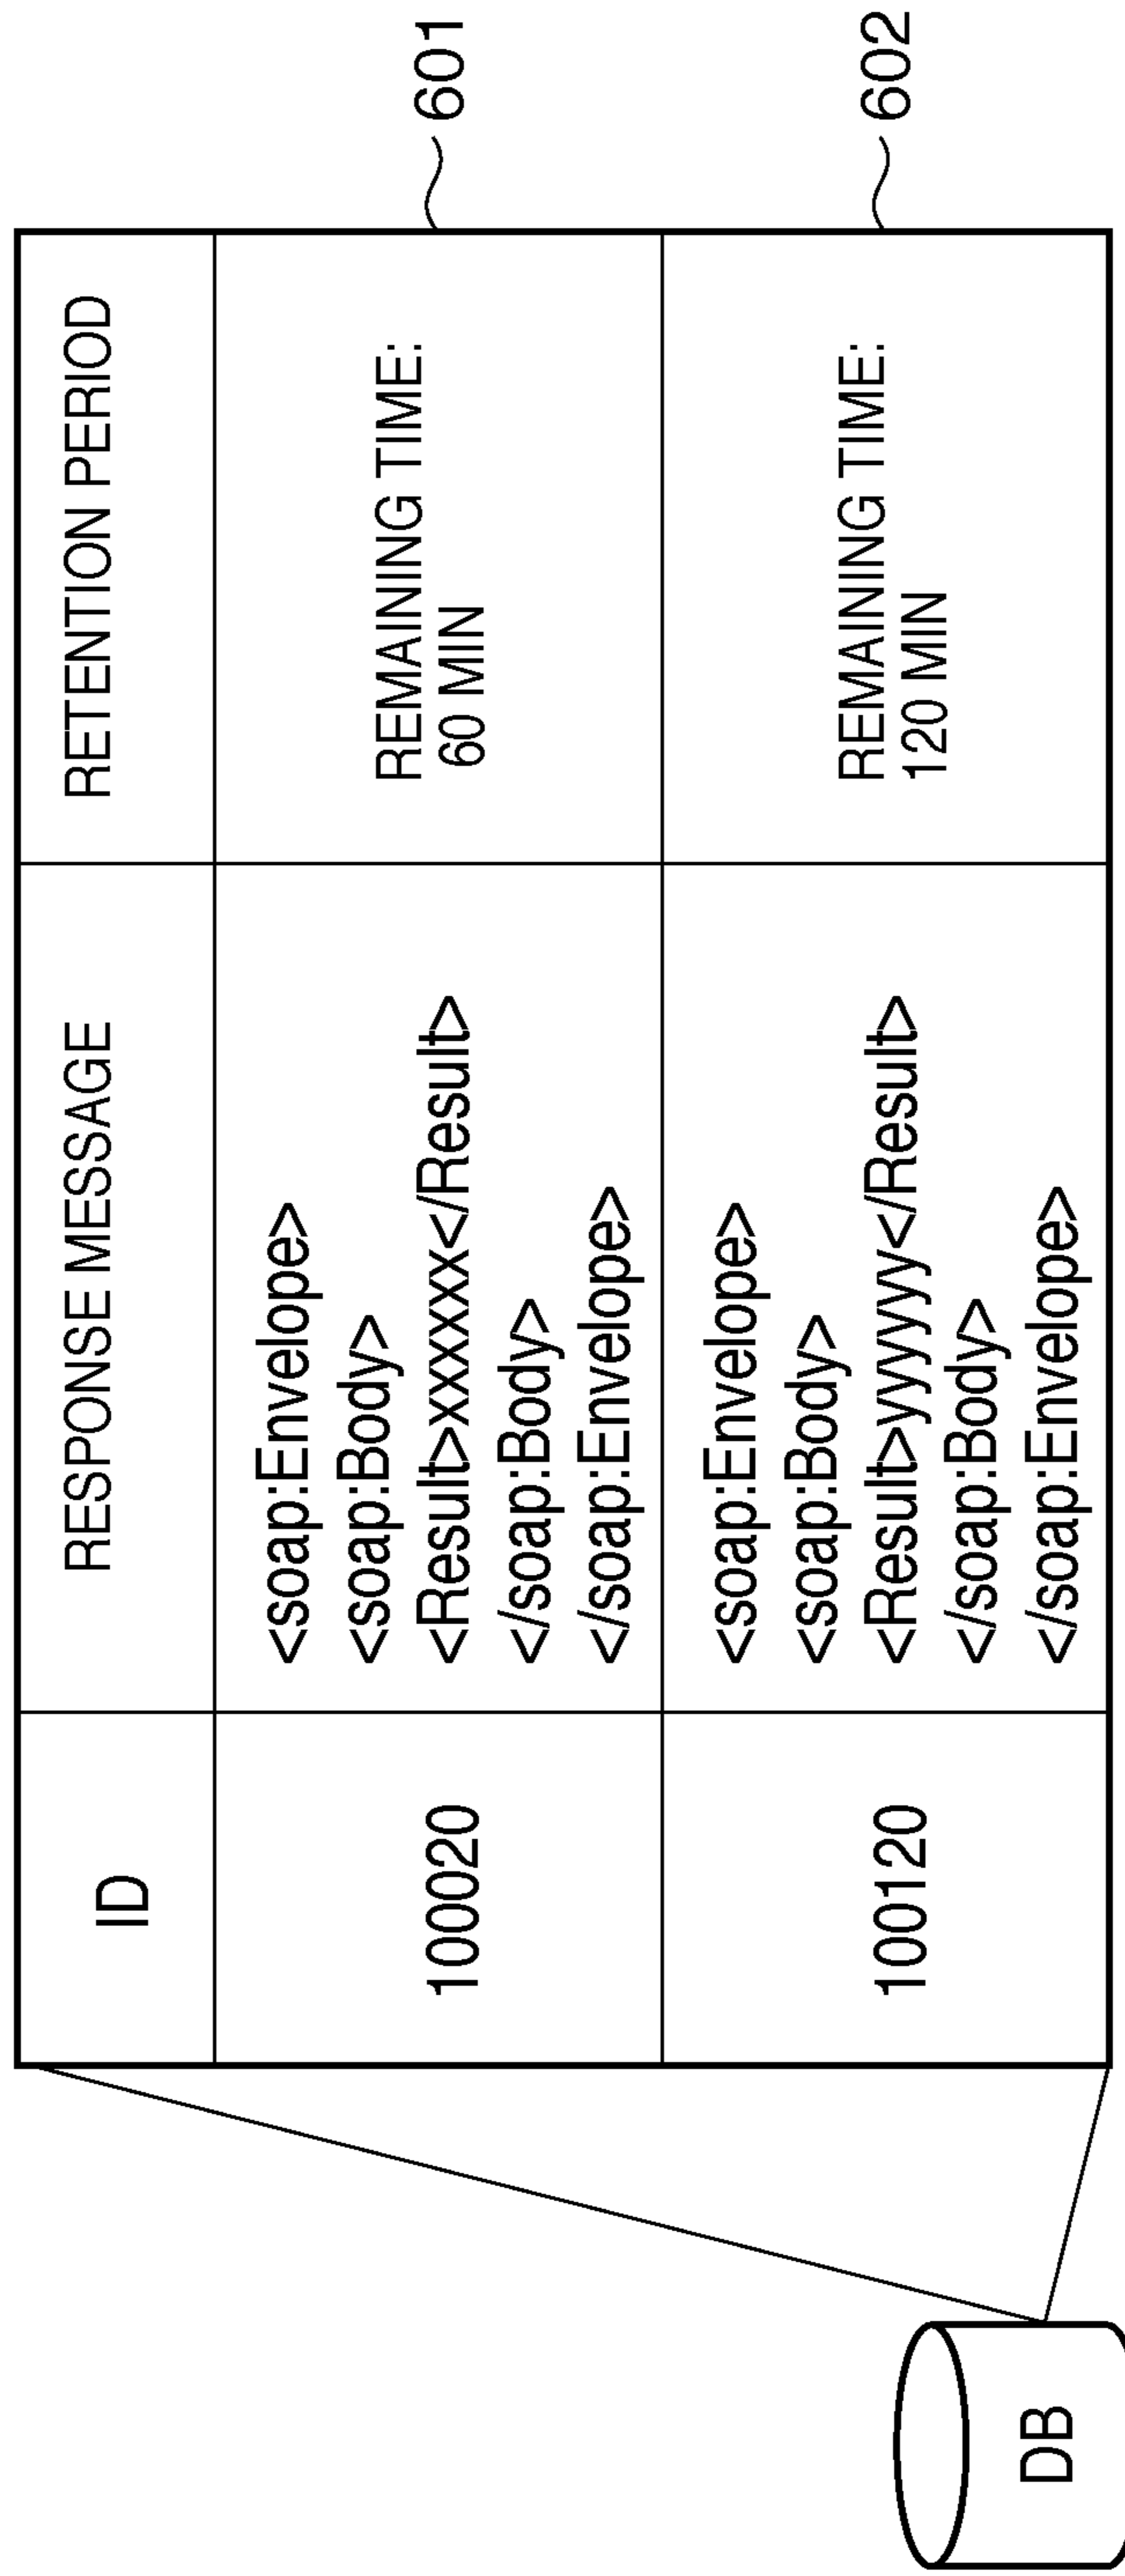 ID
RESPONSE MESSAGE
RETENTION PERIOD
100020
<soap:Envelope>
<soap:Body>
<Result>xxxxxxx</Result>
</soap:Body>
</soap:Envelope>
REMAINING TIME:
60 MIN
601
100120
<soap:Envelope>
<soap:Body>
<Result>yyyyyyy</Result>
</soap:Body>
</soap:Envelope>
REMAINING TIME:
120 MIN
602
DB